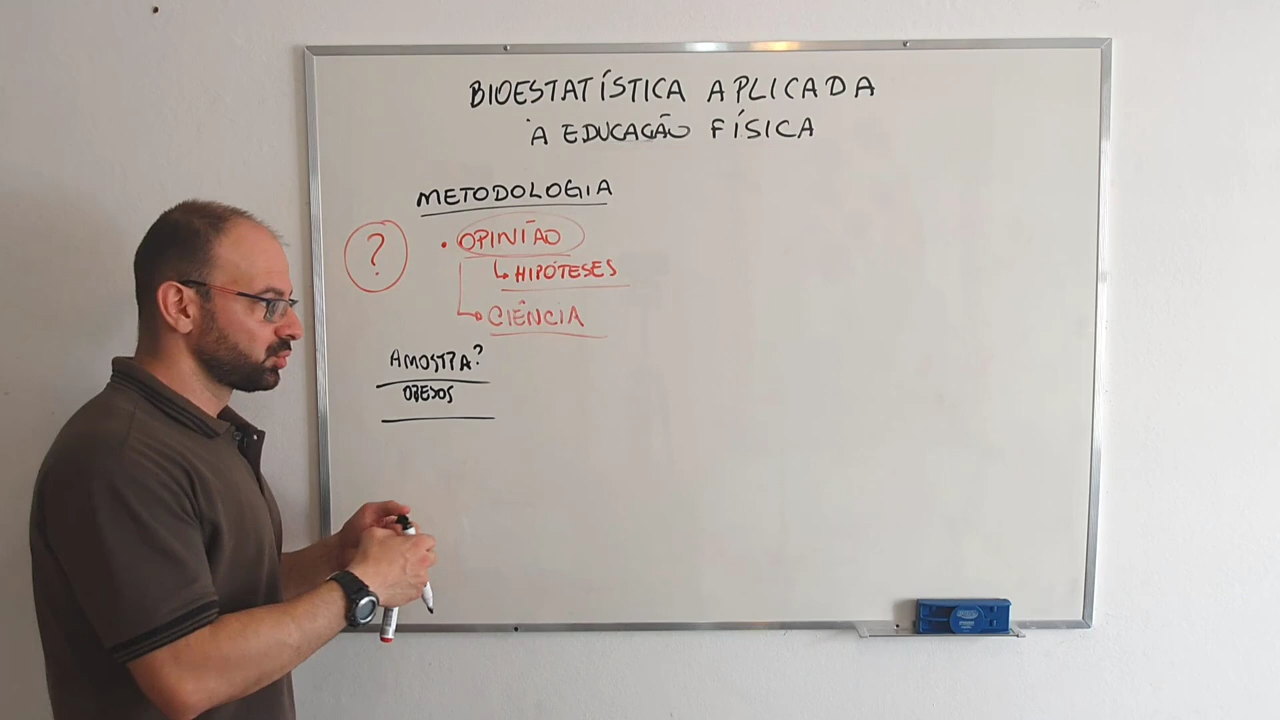 BIOESTATÍSTICA APLICADA
À EDUCAÇÃO FÍSICA
METODOLOGIA
?
• OPINIÃO
↳ HIPÓTESES
↳ CIÊNCIA
AMOSTRA?
OBESOS